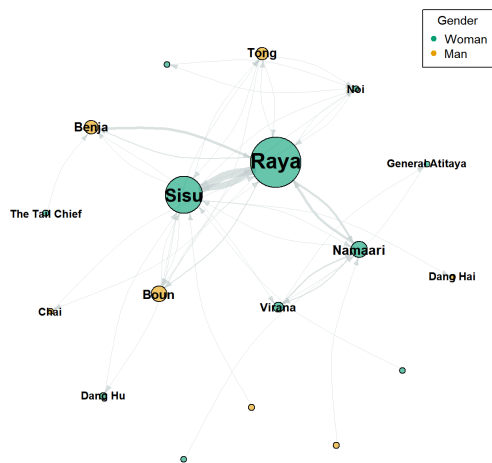 Gender
Woman
Man
Tong
Noi
Benja
Raya
General Atitaya
Sisu
The Tail Chief
Namaari
Dang Hai
Boun
Virana
Chai
Dang Hu